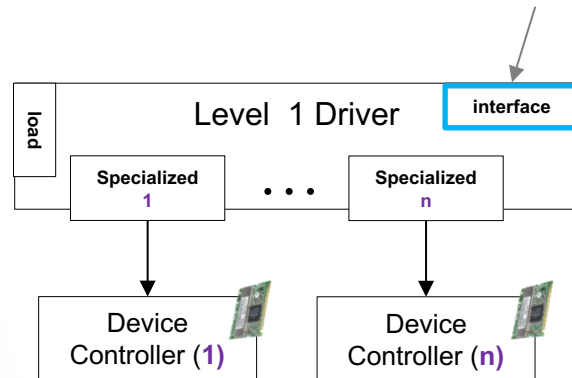 interface
load
Level 1 Driver
Specialized
1
• • •
Specialized
n
Device
Controller (1)
Device
Controller (n)